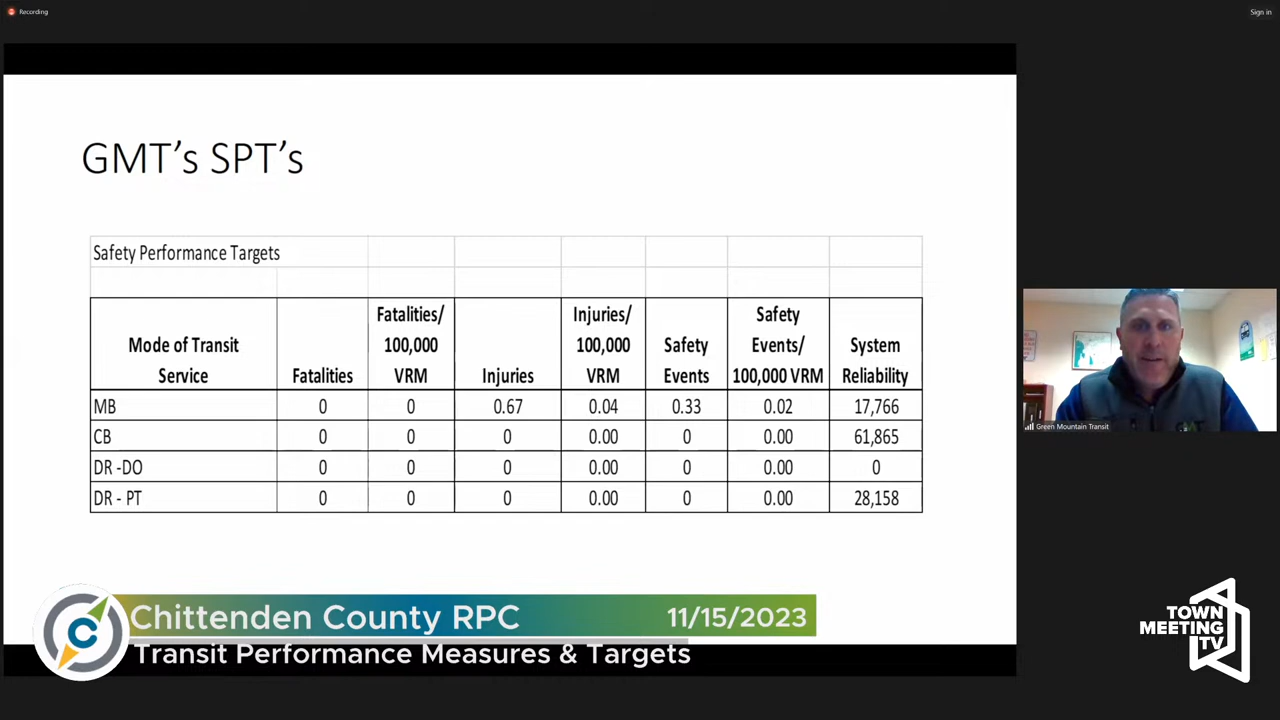 Recording
Sign in
GMT's SPT's
Safety Performance Targets
Mode of Transit Service Fatalities Fatalities/ 100,000 VRM Injuries Injuries/ 100,000 VRM Safety Events Safety Events/ 100,000 VRM System Reliability
MB 0 0 0.67 0.04 0.33 0.02 17,766
CB 0 0 0 0.00 0 0.00 61,865
DR -DO 0 0 0 0.00 0 0.00 0
DR - PT 0 0 0 0.00 0 0.00 28,158
Green Mountain Transit
C
Chittenden County RPC 11/15/2023
Transit Performance Measures & Targets
TOWN
MEETING
TV